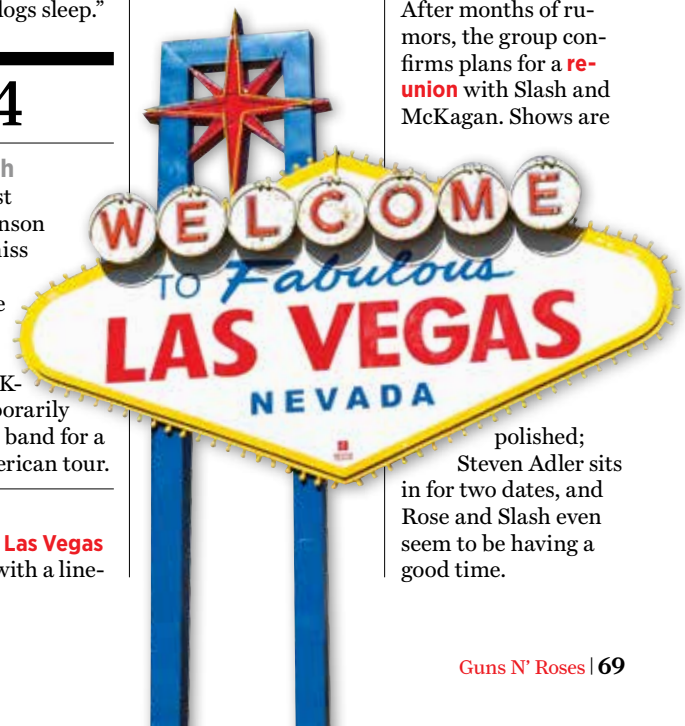 logs sleep.”
4
h
st
nson
niss
e
K-
porarily
band for a
erican tour.
Las Vegas
with a line-
WELCOME
TO Fabulous
LAS VEGAS
NEVADA
After months of ru-
mors, the group con-
firms plans for a re-
union with Slash and
McKagan. Shows are
polished;
Steven Adler sits
in for two dates, and
Rose and Slash even
seem to be having a
good time.
Guns N’ Roses | 69